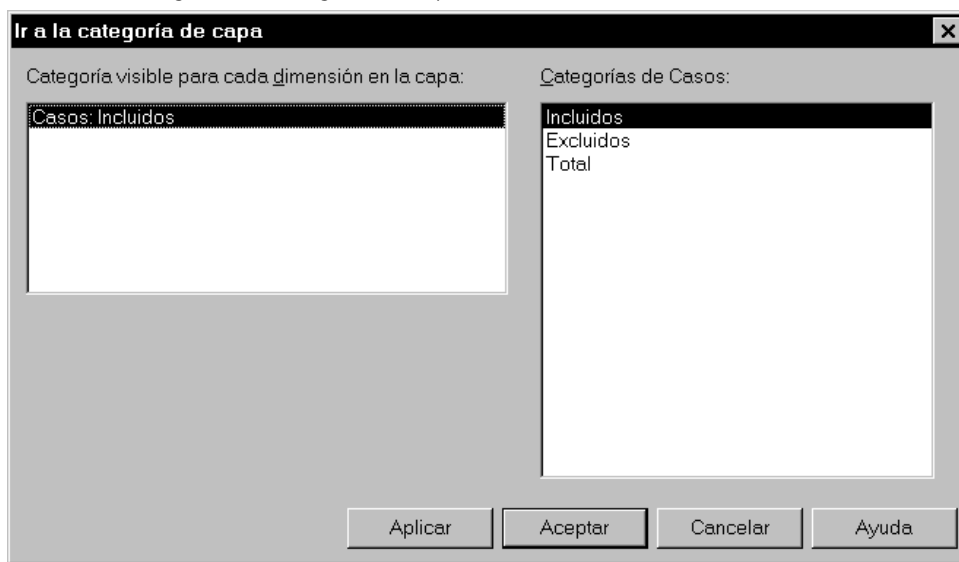 Ir a la categoría de capa
Categoría visible para cada dimensión en la capa:
Categorías de Casos:
Casos: Incluidos
Incluidos
Excluidos
Total
Aplicar
Aceptar
Cancelar
Ayuda